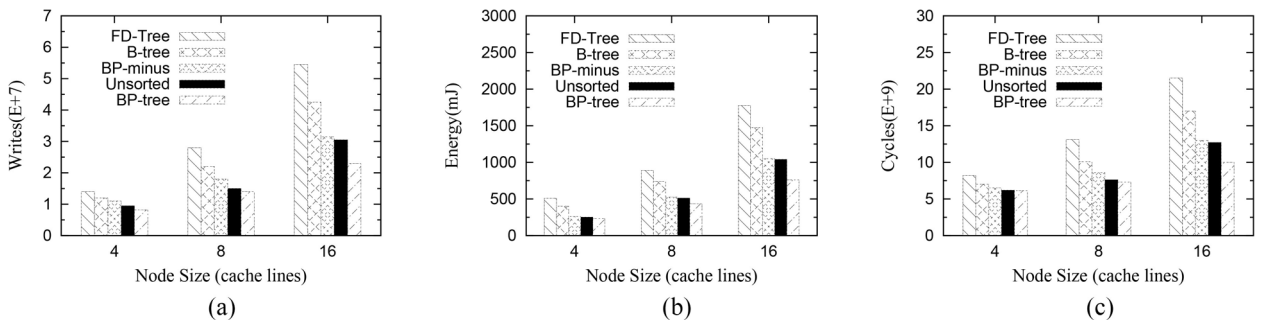 7
6
5
4
3
2
1
0
Writes(E+7)
FD-Tree
B-tree
BP-minus
Unsorted
BP-tree
4 8 16
Node Size (cache lines)
(a)
3000
2500
2000
1750
1250
1000
500
0
Energy(mJ)
FD-Tree
B-tree
BP-minus
Unsorted
BP-tree
4 8 16
Node Size (cache lines)
(b)
30
25
20
15
10
5
0
Cycles(E+9)
FD-Tree
B-tree
BP-minus
Unsorted
BP-tree
4 8 16
Node Size (cache lines)
(c)